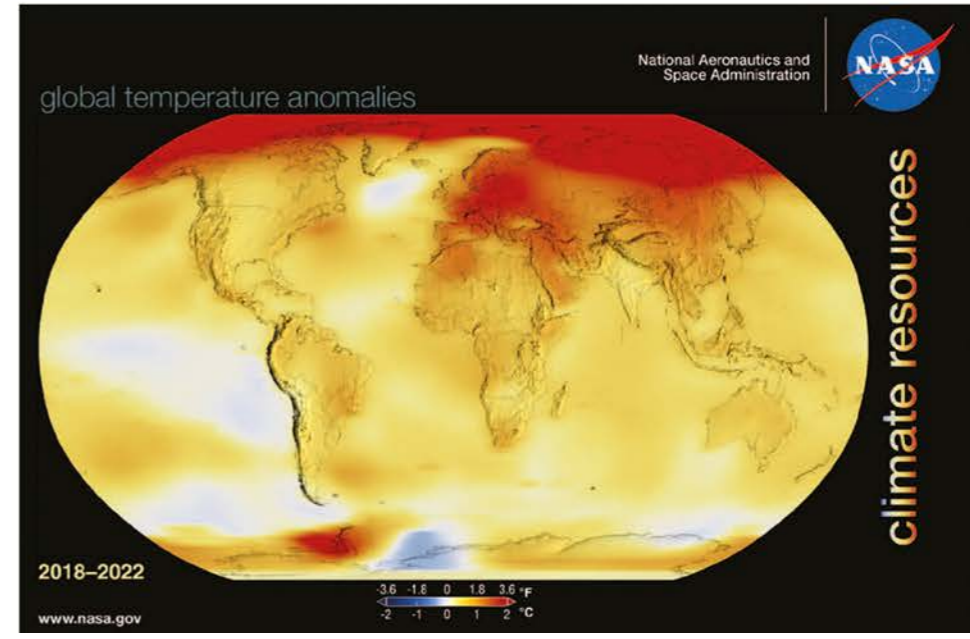 National Aeronautics and
Space Administration
NASA
global temperature anomalies
climate resources
2018–2022
-3.6 -1.8 0 1.8 3.6 °F
-2 -1 0 1 2 °C
www.nasa.gov